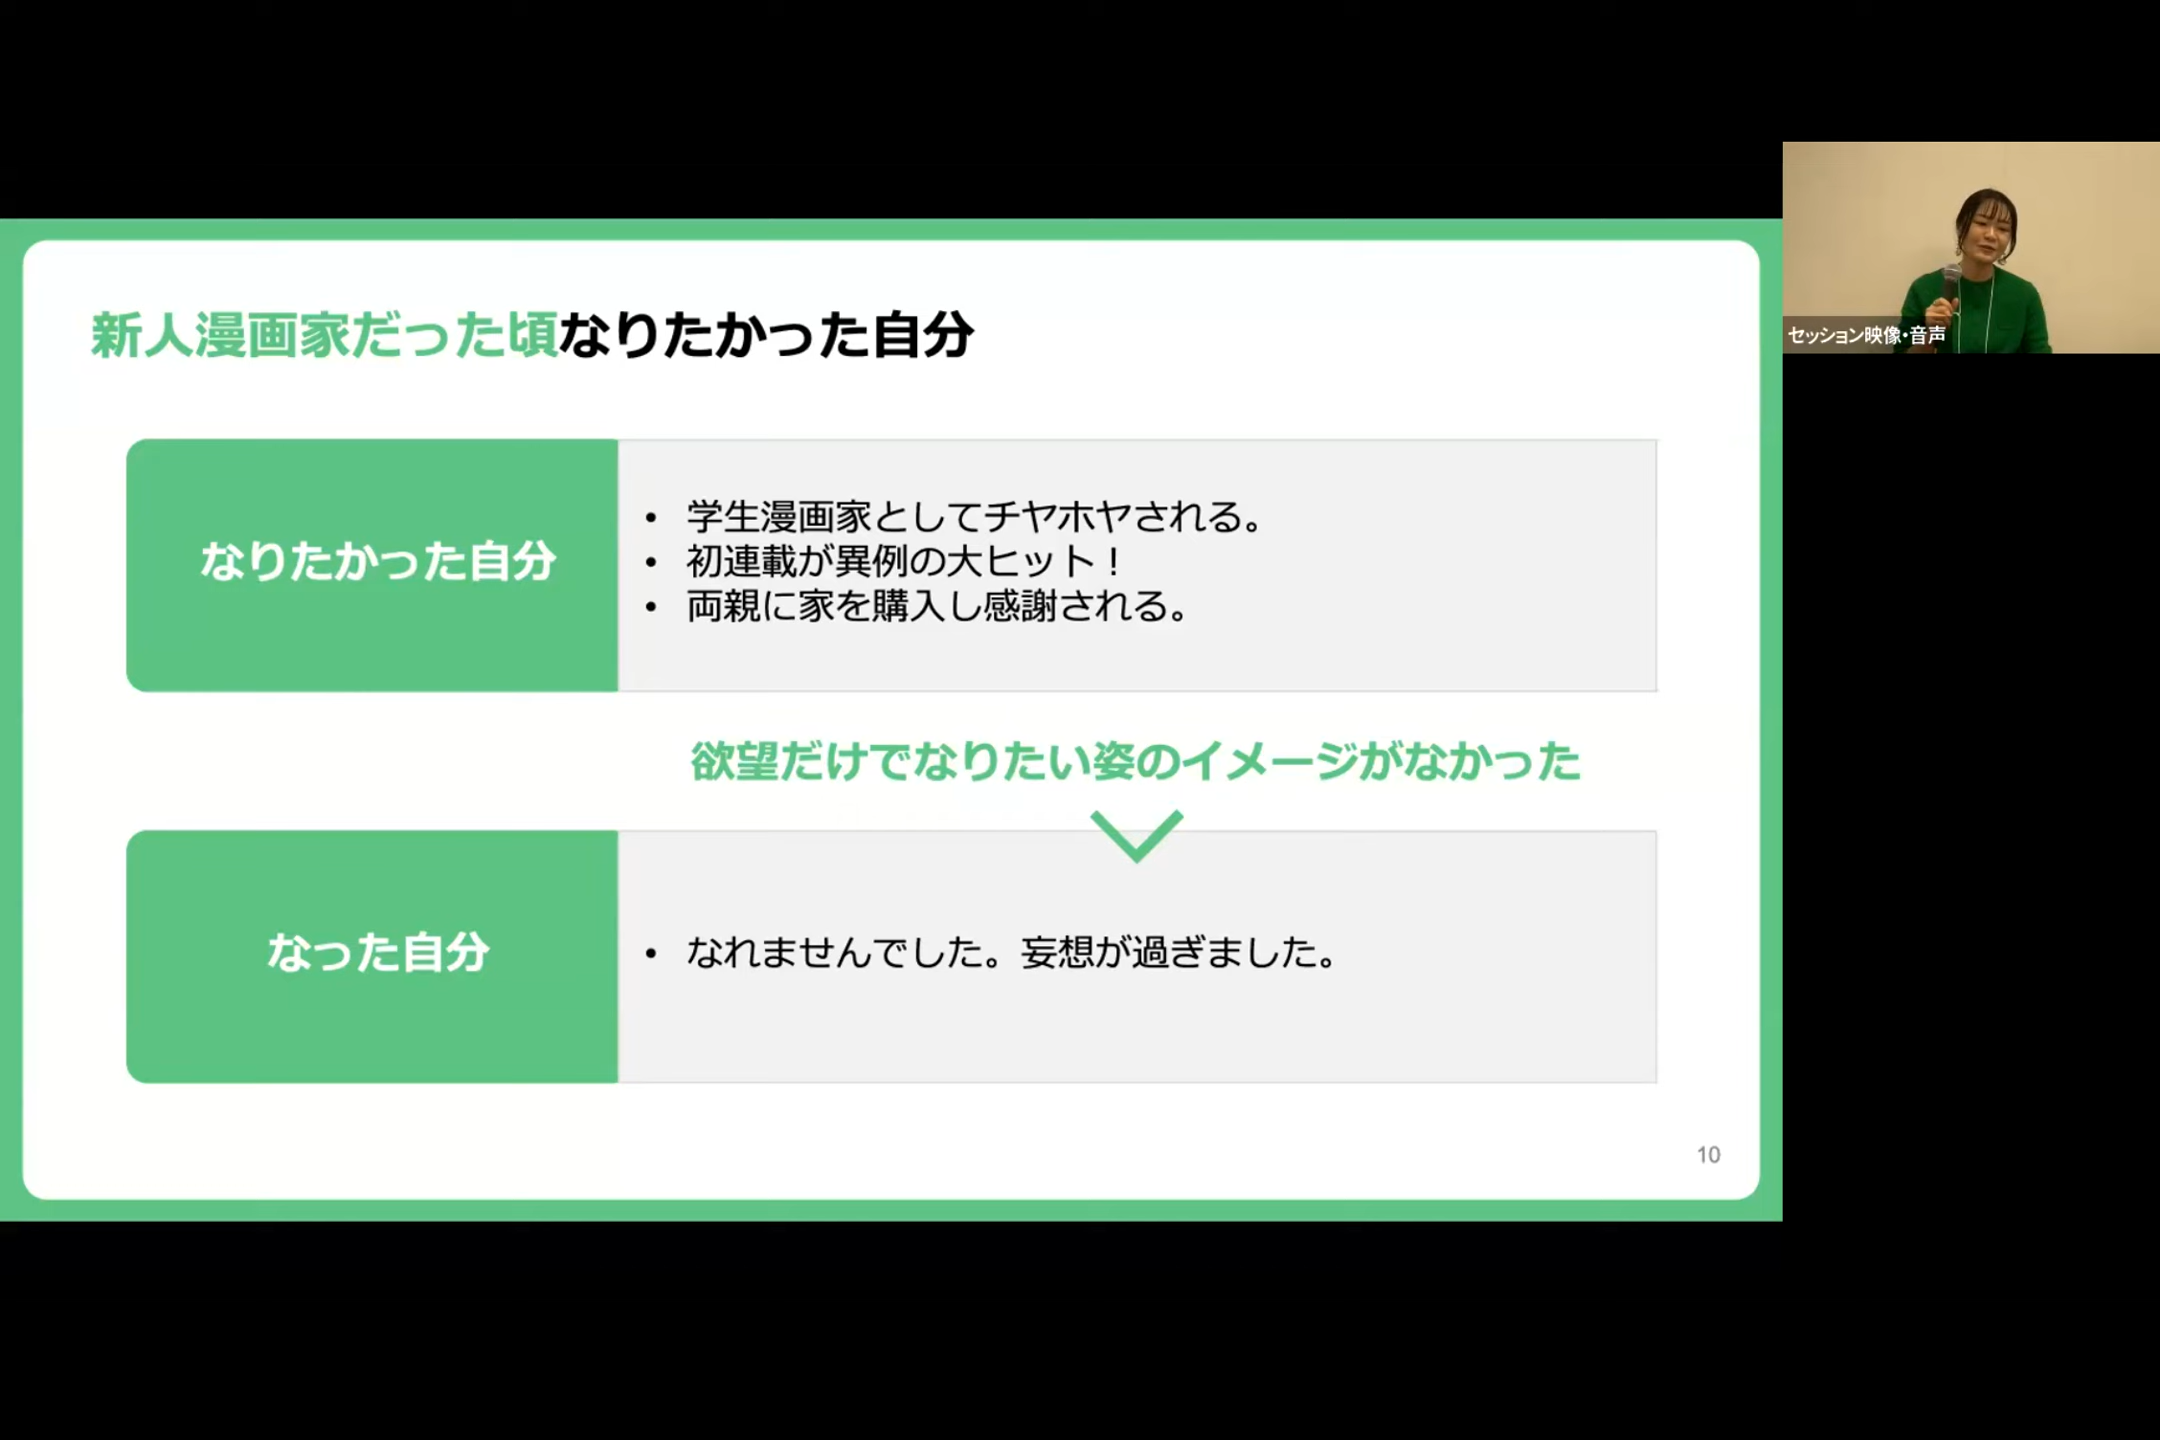 新人漫画家だった頃なりたかった自分
なりたかった自分
• 学生漫画家としてチヤホヤされる。
• 初連載が異例の大ヒット！
• 両親に家を購入し感謝される。
欲望だけでなりたい姿のイメージがなかった
なった自分
• なれませんでした。妄想が過ぎました。
10
セッション映像・音声